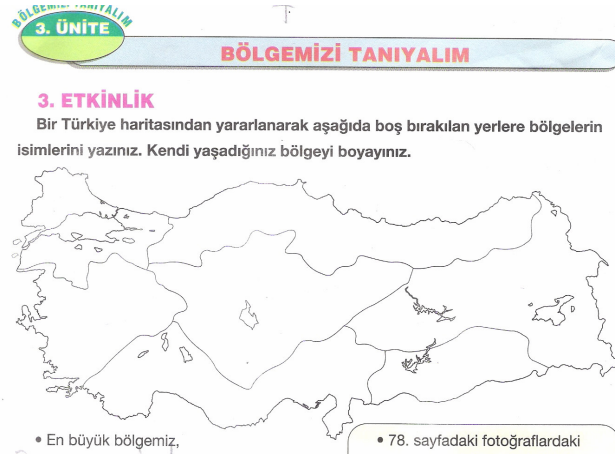 BÖLGEMİZİ TANIYALIM
3. ÜNİTE
BÖLGEMİZİ TANIYALIM
3. ETKİNLİK
Bir Türkiye haritasından yararlanarak aşağıda boş bırakılan yerlere bölgelerin
isimlerini yazınız. Kendi yaşadığınız bölgeyi boyayınız.
• En büyük bölgemiz,
• 78. sayfadaki fotoğraflardaki